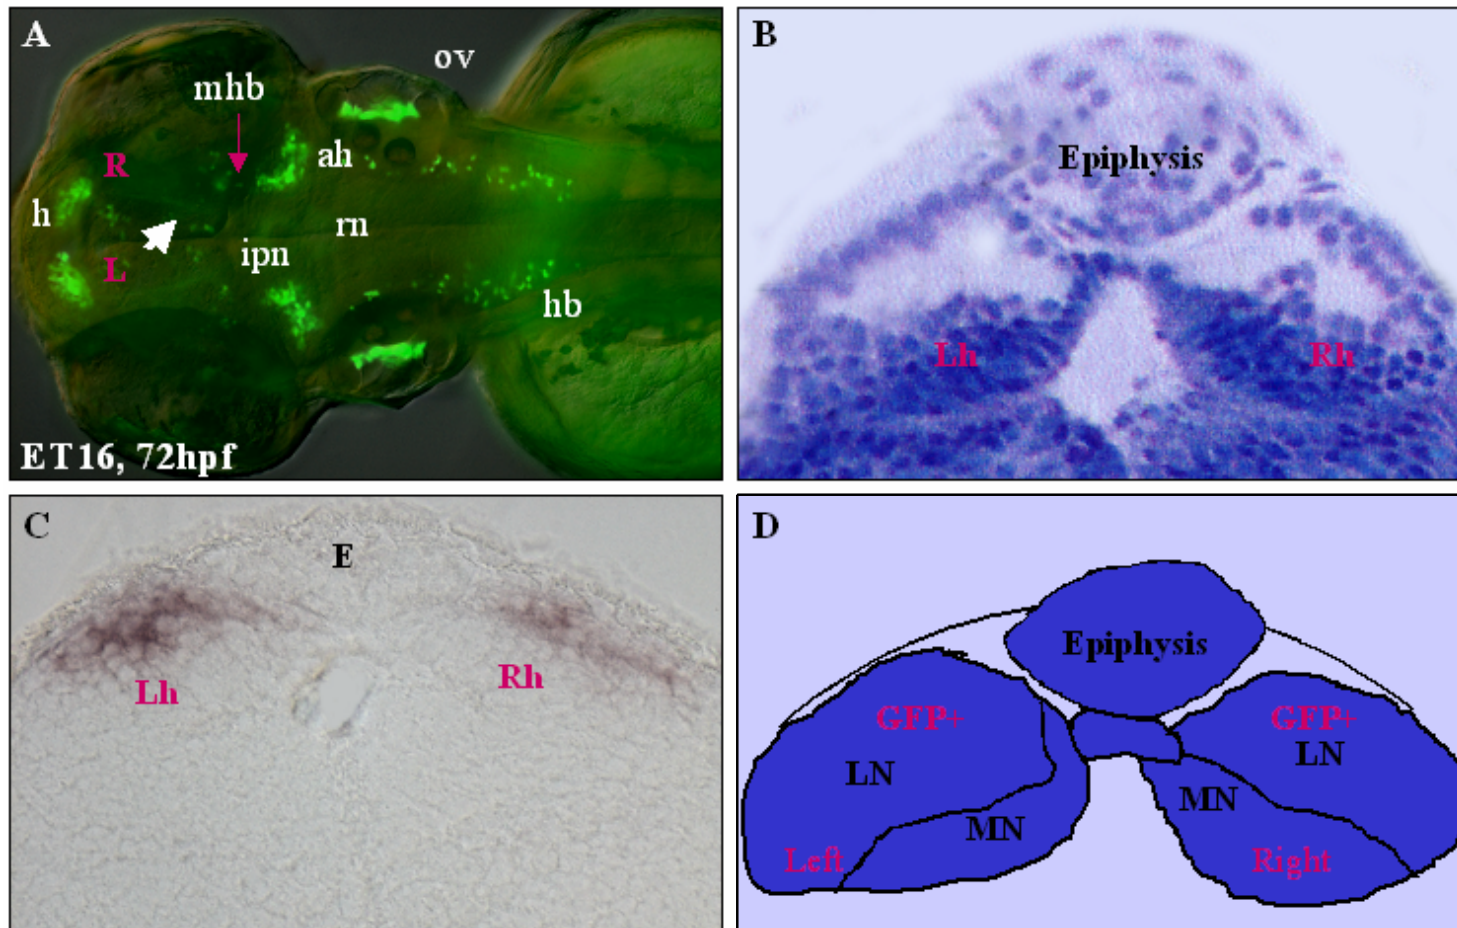 A
ov
mhb
R
ah
h
rn
L
ipn
hb
ET16, 72hpf
B
Epiphysis
Lh
Rh
C
E
Lh
Rh
D
Epiphysis
GFP+
GFP+
LN
LN
MN
MN
Left
Right